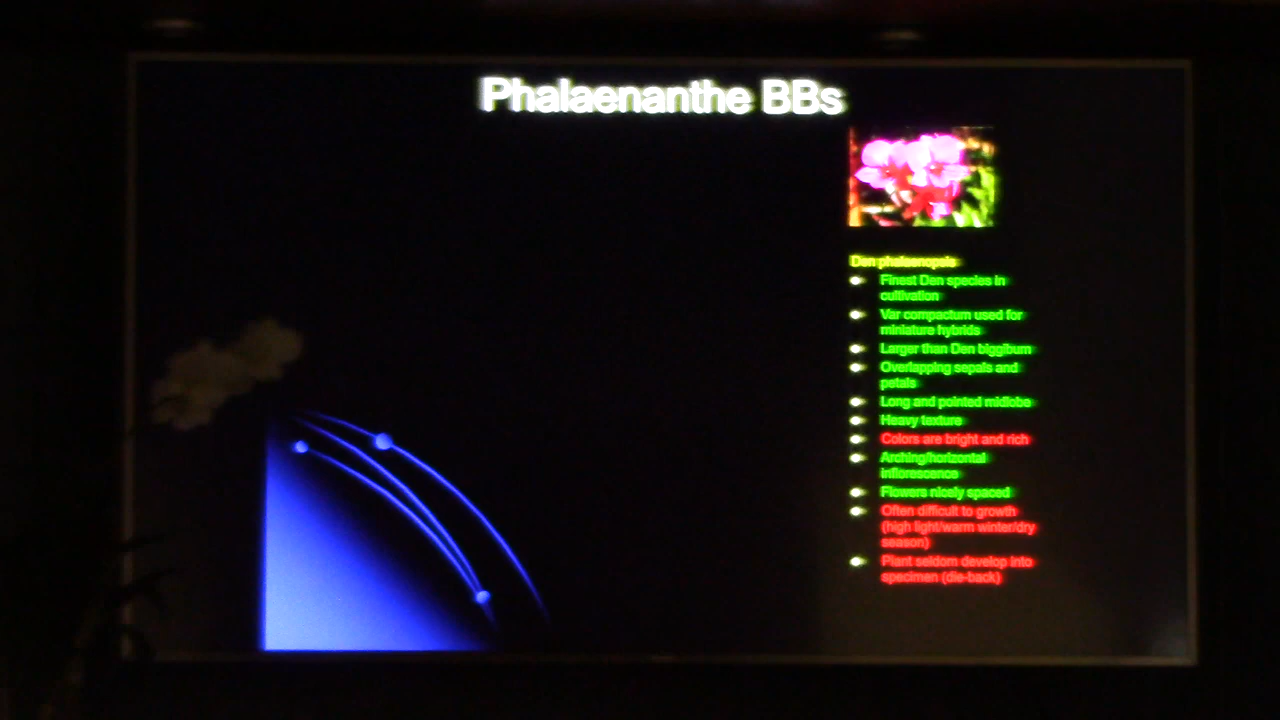 Phalaenanthe BBs
Den phalaenopsis
Finest Den species in
cultivation
Var compactum used for
miniature hybrids
Larger than Den biggibum
Overlapping sepals and
petals
Long and pointed midlobe
Heavy texture
Colors are bright and rich
Arching/horizontal
inflorescence
Flowers nicely spaced
Often difficult to growth
(high light/warm winter/dry
season)
Plant seldom develop into
specimen (die-back)